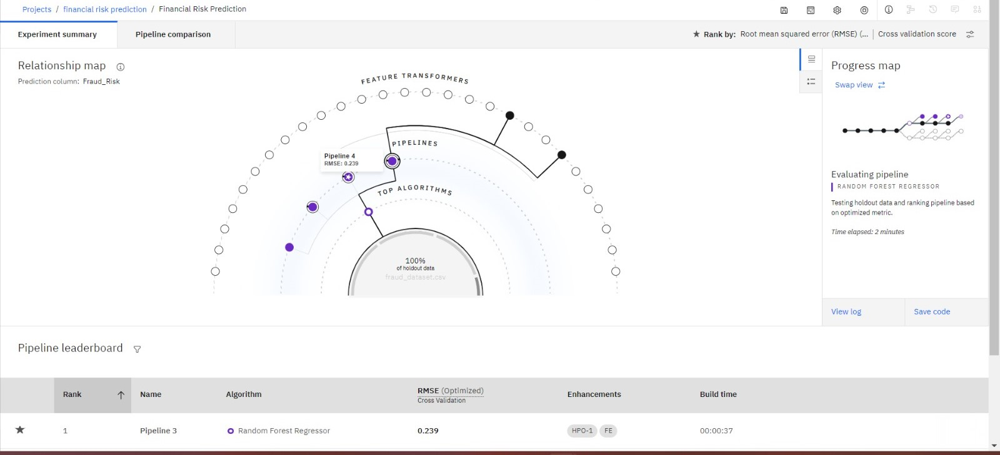 Projects / financial risk prediction / Financial Risk Prediction
Experiment summary
Pipeline comparison
Rank by: Root mean squared error (RMSE) (... | Cross validation score
Relationship map
Prediction column: Fraud_Risk
FEATURE TRANSFORMERS
PIPELINES
Pipeline 4
RMSE: 0.239
TOP ALGORITHMS
100%
of holdout data
fraud_dataset.csv
Progress map
Swap view
Evaluating pipeline
RANDOM FOREST REGRESSOR
Testing holdout data and ranking pipeline based
on optimized metric.
Time elapsed: 2 minutes
View log
Save code
Pipeline leaderboard
Rank
Name
Algorithm
RMSE (Optimized)
Cross Validation
Enhancements
Build time
1
Pipeline 3
Random Forest Regressor
0.239
HPO-1
FE
00:00:37